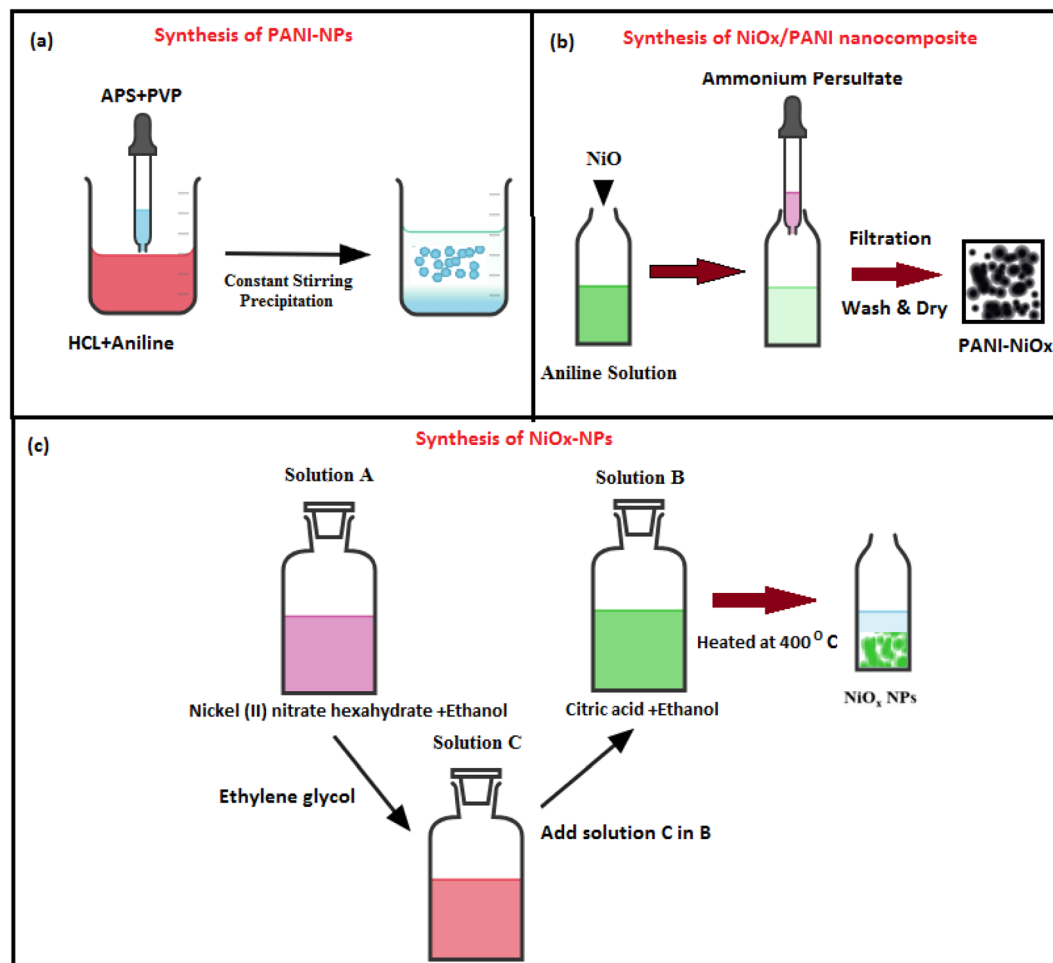 (a)
Synthesis of PANI-NPs
APS+PVP
Constant Stirring
Precipitation
HCL+Aniline
(b)
Synthesis of NiOx/PANI nanocomposite
Ammonium Persultate
NiO
Filtration
Wash & Dry
Aniline Solution
PANI-NiOx
(c)
Synthesis of NiOx-NPs
Solution A
Solution B
Heated at 400⁰ C
NiOₓ NPs
Nickel (II) nitrate hexahydrate +Ethanol
Citric acid +Ethanol
Solution C
Ethylene glycol
Add solution C in B